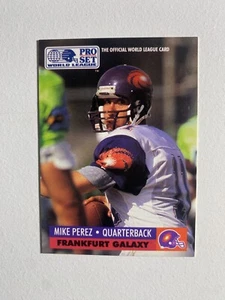 PRO SET
WORLD LEAGUE
THE OFFICIAL WORLD LEAGUE CARD
MIKE PEREZ • QUARTERBACK
FRANKFURT GALAXY